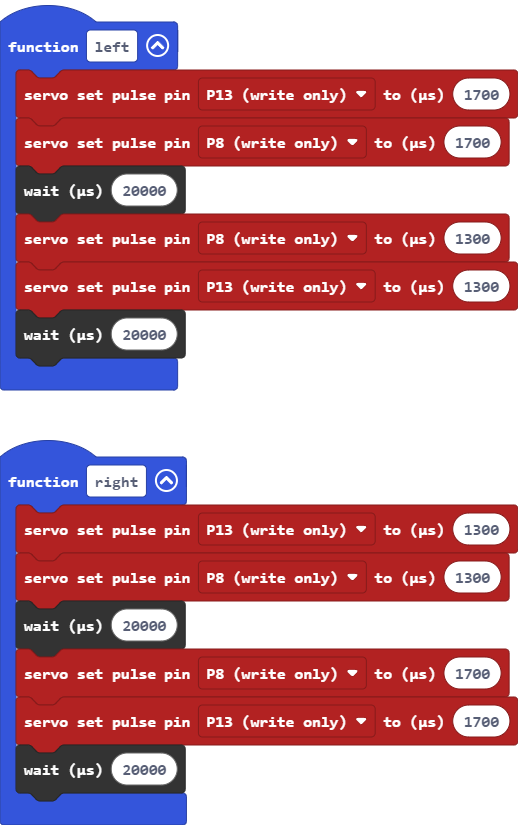 function left
servo set pulse pin P13 (write only) to (µs) 1700
servo set pulse pin P8 (write only) to (µs) 1700
wait (µs) 20000
servo set pulse pin P8 (write only) to (µs) 1300
servo set pulse pin P13 (write only) to (µs) 1300
wait (µs) 20000
function right
servo set pulse pin P13 (write only) to (µs) 1300
servo set pulse pin P8 (write only) to (µs) 1300
wait (µs) 20000
servo set pulse pin P8 (write only) to (µs) 1700
servo set pulse pin P13 (write only) to (µs) 1700
wait (µs) 20000